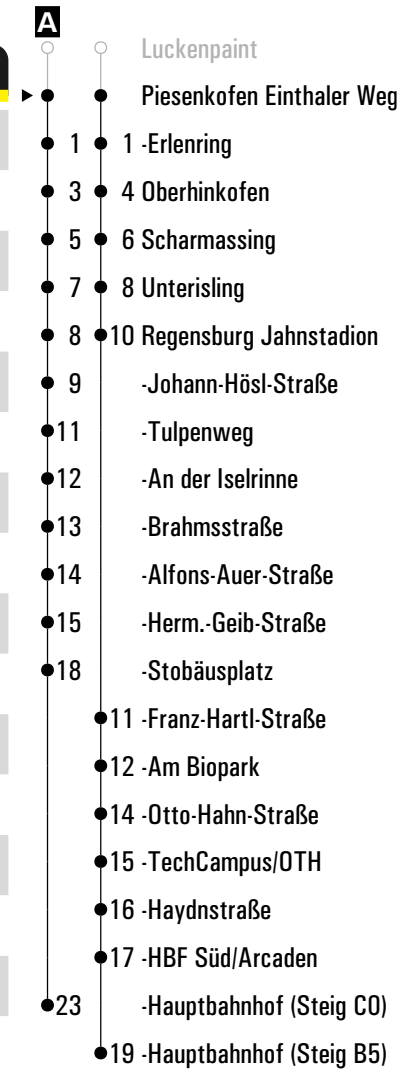 A
Luckenpaint
Piesenkofen Einthaler Weg
1 1 -Erlenring
3 4 Oberhinkofen
5 6 Scharmassing
7 8 Unterisling
8 10 Regensburg Jahnstadion
9 -Johann-Hösl-Straße
11 -Tulpenweg
12 -An der Iselrinne
13 -Brahmsstraße
14 -Alfons-Auer-Straße
15 -Herm.-Geib-Straße
18 -Stobäusplatz
11 -Franz-Hartl-Straße
12 -Am Biopark
14 -Otto-Hahn-Straße
15 -TechCampus/OTH
16 -Haydnstraße
17 -HBF Süd/Arcaden
23 -Hauptbahnhof (Steig C0)
19 -Hauptbahnhof (Steig B5)